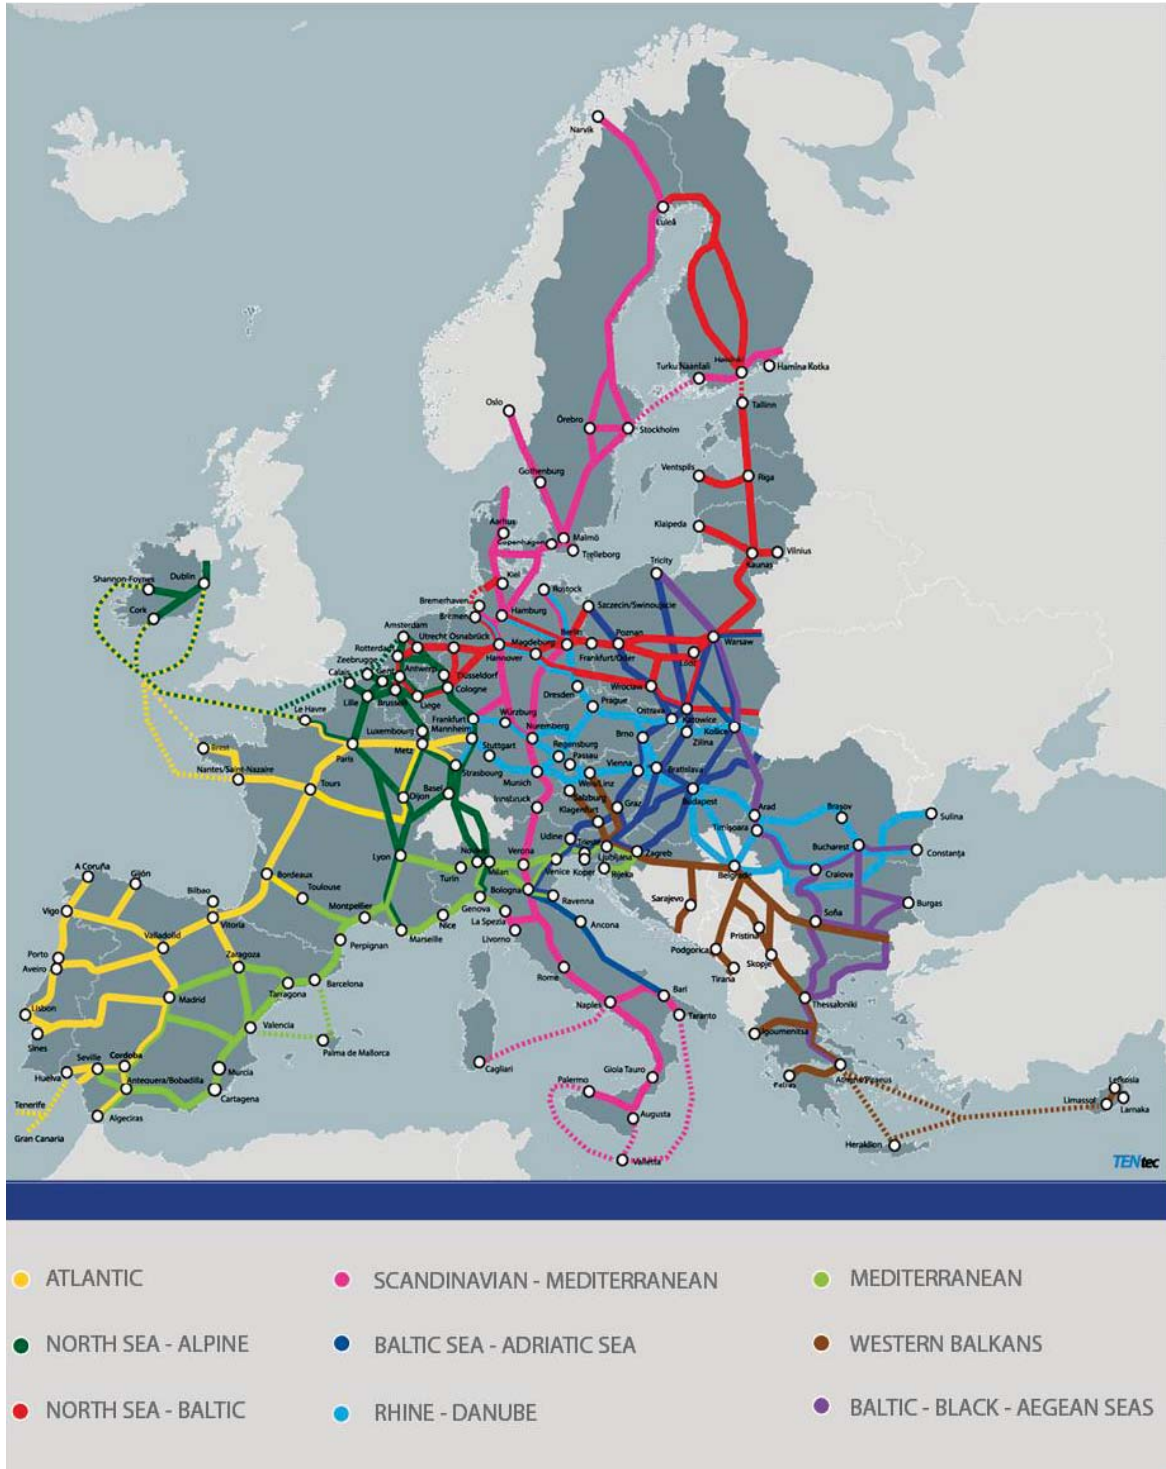 Narvik
Luleå
Turku Naantali
Helsinki
Hamina Kotka
Oslo
Tallinn
Örebro
Stockholm
Gothenburg
Ventspils
Riga
Klaipeda
Aarhus
Malmö
Copenhagen
Trelleborg
Vilnius
Kaunas
Tricity
Shannon-Foynes
Dublin
Kiel
Rostock
Cork
Bremerhaven
Szczecin/Swinoujscie
Bremen
Hamburg
Amsterdam
Utrecht
Osnabrück
Magdeburg
Berlin
Poznan
Warsaw
Rotterdam
Hannover
Frankfurt/Oder
Lodz
Zeebrugge
Antwerp
Düsseldorf
Calais
Gent
Cologne
Wroclaw
Lille
Brussels
Liège
Dresden
Prague
Le Havre
Frankfurt
Würzburg
Ostrava
Katowice
Luxembourg
Mannheim
Nuremberg
Brno
Košice
Brest
Paris
Metz
Stuttgart
Regensburg
Passau
Zilina
Nantes/Saint-Nazaire
Strasbourg
Munich
Vienna
Bratislava
Tours
Basel
Wels/Linz
Dijon
Innsbruck
Salzburg
Graz
Budapest
Klagenfurt
Arad
Brașov
Sulina
Timișoara
Udine
Trieste
Lyon
Novara
Verona
Ljubljana
Zagreb
Bucharest
Constanța
A Coruña
Gijón
Bordeaux
Turin
Milan
Venice
Koper
Rijeka
Belgrade
Craiova
Bilbao
Toulouse
Bologna
Vigo
Montpellier
Genova
Ravenna
Sarajevo
Burgas
Vitoria
Nice
La Spezia
Ancona
Sofia
Valladolid
Marseille
Livorno
Pristina
Porto
Perpignan
Podgorica
Zaragoza
Skopje
Aveiro
Rome
Tirana
Barcelona
Tarragona
Madrid
Naples
Bari
Thessaloniki
Lisbon
Taranto
Valencia
Sines
Igoumenitsa
Palma de Mallorca
Seville
Cordoba
Cagliari
Huelva
Murcia
Gioia Tauro
Palermo
Patras
Athens/Piraeus
Antequera/Bobadilla
Cartagena
Lefkosia
Tenerife
Limassol
Larnaka
Algeciras
Augusta
Gran Canaria
Heraklion
Valletta
TENtec
ATLANTIC
SCANDINAVIAN - MEDITERRANEAN
MEDITERRANEAN
NORTH SEA - ALPINE
BALTIC SEA - ADRIATIC SEA
WESTERN BALKANS
NORTH SEA - BALTIC
RHINE - DANUBE
BALTIC - BLACK - AEGEAN SEAS